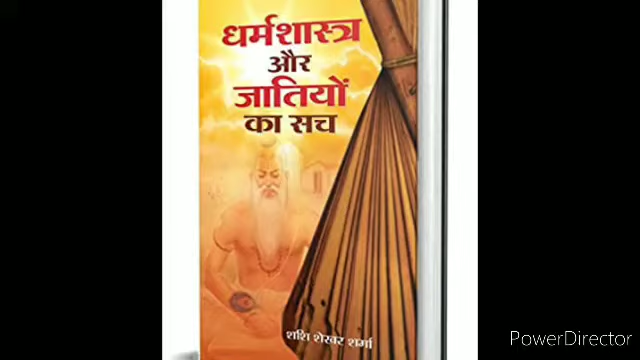 धर्मशास्त्र
और
जातियों
का सच
शशि शेखर शर्मा
PowerDirector